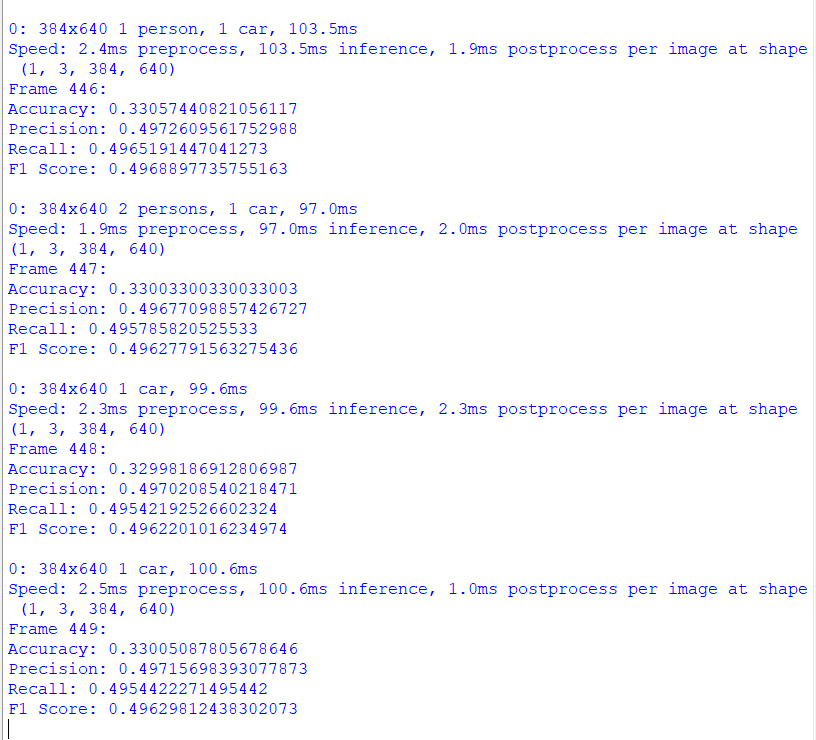 0: 384x640 1 person, 1 car, 103.5ms
Speed: 2.4ms preprocess, 103.5ms inference, 1.9ms postprocess per image at shape
(1, 3, 384, 640)
Frame 446:
Accuracy: 0.33057440821056117
Precision: 0.4972609561752988
Recall: 0.4965191447041273
F1 Score: 0.4968897735755163
0: 384x640 2 persons, 1 car, 97.0ms
Speed: 1.9ms preprocess, 97.0ms inference, 2.0ms postprocess per image at shape
(1, 3, 384, 640)
Frame 447:
Accuracy: 0.33003300330033003
Precision: 0.49677098857426727
Recall: 0.495785820525533
F1 Score: 0.49627791563275436
0: 384x640 1 car, 99.6ms
Speed: 2.3ms preprocess, 99.6ms inference, 2.3ms postprocess per image at shape
(1, 3, 384, 640)
Frame 448:
Accuracy: 0.32998186912806987
Precision: 0.4970208540218471
Recall: 0.49542192526602324
F1 Score: 0.4962201016234974
0: 384x640 1 car, 100.6ms
Speed: 2.5ms preprocess, 100.6ms inference, 1.0ms postprocess per image at shape
(1, 3, 384, 640)
Frame 449:
Accuracy: 0.33005087805678646
Precision: 0.49715698393077873
Recall: 0.4954422271495442
F1 Score: 0.49629812438302073